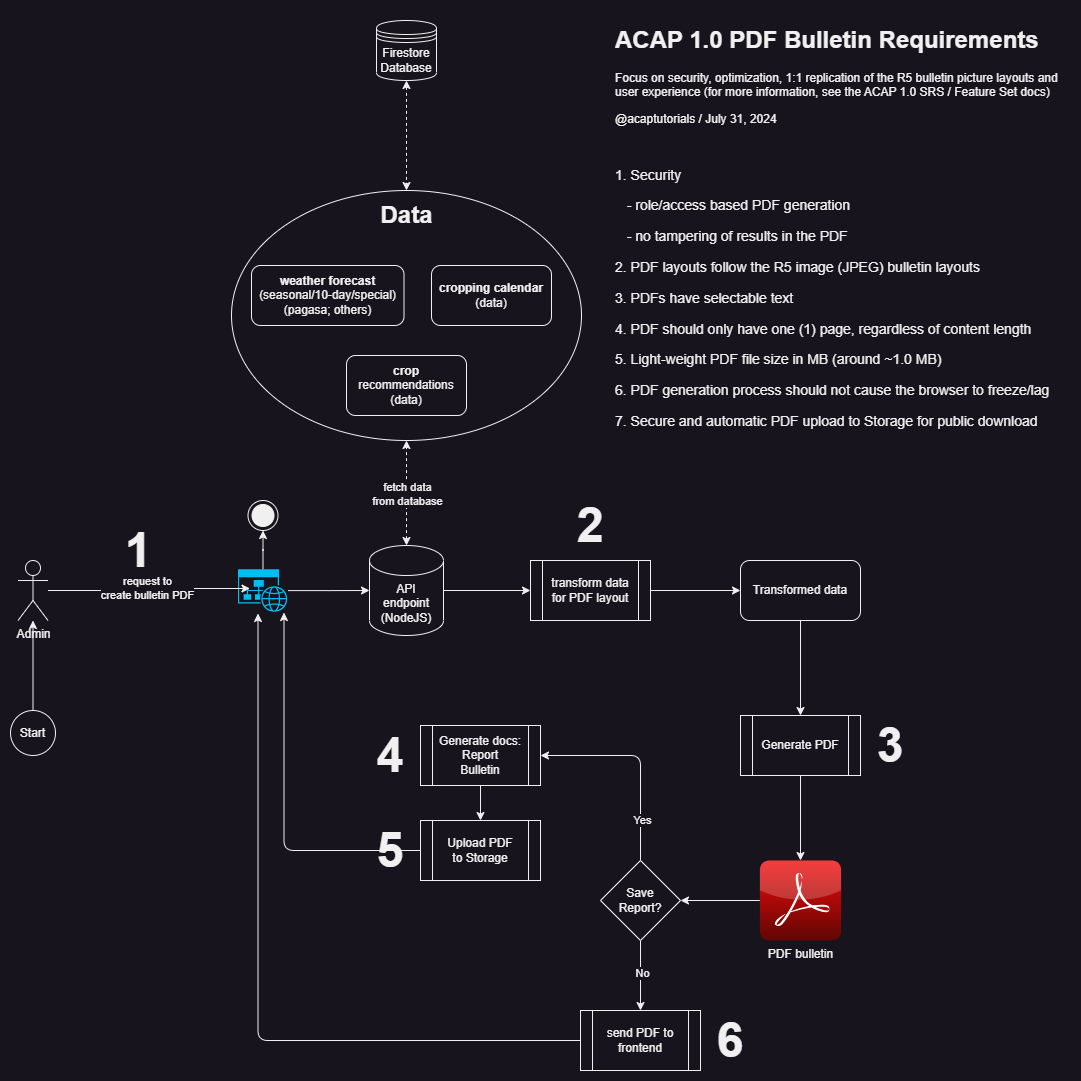 Firestore
Database
ACAP 1.0 PDF Bulletin Requirements
Focus on security, optimization, 1:1 replication of the R5 bulletin picture layouts and
user experience (for more information, see the ACAP 1.0 SRS / Feature Set docs)
@acaptutorials / July 31, 2024
1. Security
- role/access based PDF generation
- no tampering of results in the PDF
2. PDF layouts follow the R5 image (JPEG) bulletin layouts
3. PDFs have selectable text
4. PDF should only have one (1) page, regardless of content length
5. Light-weight PDF file size in MB (around ~1.0 MB)
6. PDF generation process should not cause the browser to freeze/lag
7. Secure and automatic PDF upload to Storage for public download
Data
weather forecast
(seasonal/10-day/special)
(pagasa; others)
cropping calendar
(data)
crop
recommendations
(data)
fetch data
from database
1
request to
create bulletin PDF
Admin
Start
API
endpoint
(NodeJS)
2
transform data
for PDF layout
Transformed data
Generate PDF
3
4
Generate docs:
Report
Bulletin
5
Upload PDF
to Storage
Yes
Save
Report?
PDF bulletin
No
send PDF to
frontend
6